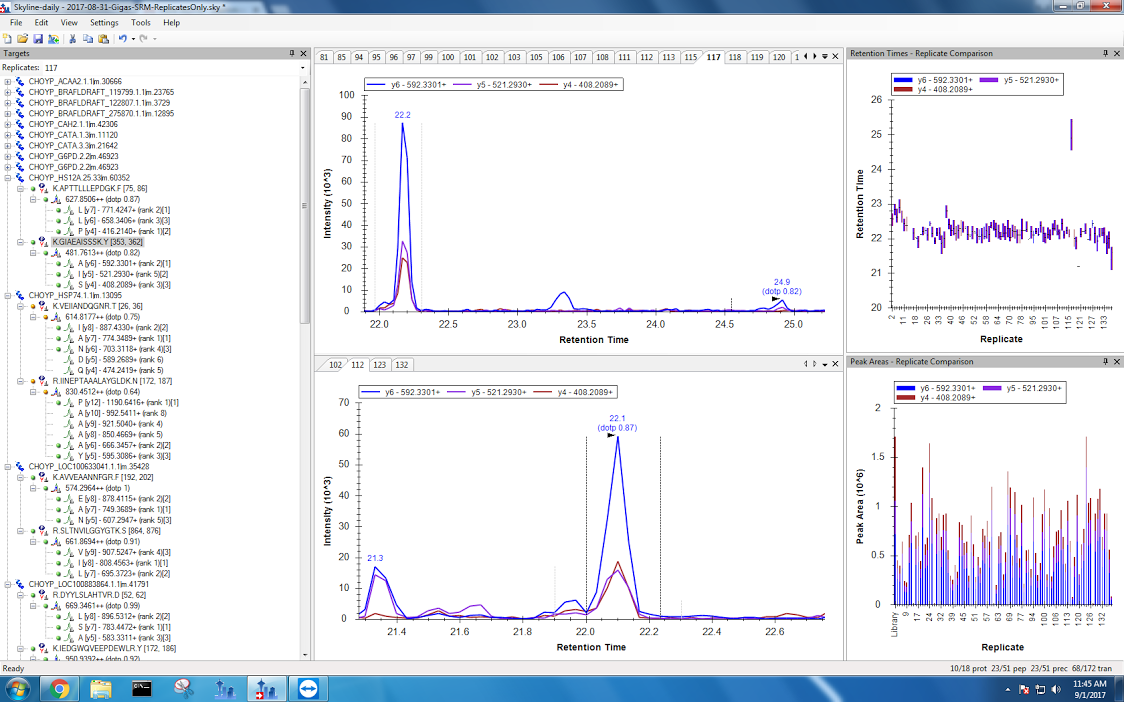 Skyline-daily - 2017-08-31-Gigas-SRM-ReplicatesOnly.sky *
File Edit View Settings Tools Help
Targets
Replicates: 117
CHOYP_ACAA2.1.1|m.30666
CHOYP_BRAFLDRAFT_119799.1.1|m.23765
CHOYP_BRAFLDRAFT_122807.1.1|m.3729
CHOYP_BRAFLDRAFT_275870.1.1|m.12895
CHOYP_CAH2.1.1|m.42306
CHOYP_CATA.1.3|m.11120
CHOYP_CATA.3.3|m.21642
CHOYP_G6PD.2.2|m.46923
CHOYP_G6PD.2.2|m.46923
CHOYP_HS12A.25.33|m.60352
K.APTTLLLEPDGK.F [75, 86]
627.8506++ (dotp 0.87)
L [y7] - 771.4247+ (rank 2)[1]
L [y6] - 658.3406+ (rank 3)[3]
P [y4] - 416.2140+ (rank 1)[2]
K.GIAEAISSSK.Y [353, 362]
481.7613++ (dotp 0.82)
A [y6] - 592.3301+ (rank 2)[1]
I [y5] - 521.2930+ (rank 5)[2]
S [y4] - 408.2089+ (rank 3)[3]
CHOYP_HSP74.1.1|m.13095
K.VEIIANDQGNR.T [26, 36]
614.8177++ (dotp 0.75)
I [y8] - 887.4330+ (rank 2)[2]
A [y7] - 774.3489+ (rank 1)[1]
N [y6] - 703.3118+ (rank 4)[3]
D [y5] - 589.2689+ (rank 6)
Q [y4] - 474.2419+ (rank 5)
R.IINEPTAAALAYGLDK.N [172, 187]
830.4512++ (dotp 0.64)
P [y12] - 1190.6416+ (rank 1)[1]
A [y10] - 992.5411+ (rank 8)
A [y9] - 921.5040+ (rank 4)
A [y8] - 850.4669+ (rank 5)
A [y6] - 666.3457+ (rank 2)[2]
Y [y5] - 595.3086+ (rank 3)[3]
CHOYP_LOC100633041.1.1|m.35428
K.AVVEAANNFGR.F [192, 202]
574.2964++ (dotp 1)
E [y8] - 878.4115+ (rank 2)[2]
A [y7] - 749.3689+ (rank 1)[1]
N [y5] - 607.2947+ (rank 5)[3]
R.SLTNVILGGYGTK.S [864, 876]
661.8694++ (dotp 0.91)
V [y9] - 907.5247+ (rank 4)[3]
I [y8] - 808.4563+ (rank 1)[1]
L [y7] - 695.3723+ (rank 2)[2]
CHOYP_LOC100883864.1.1|m.41791
R.DYYLSLAHTVR.D [52, 62]
669.3461++ (dotp 0.99)
L [y8] - 896.5312+ (rank 2)[2]
S [y7] - 783.4472+ (rank 1)[1]
A [y5] - 583.3311+ (rank 3)[3]
K.IEDGWQVEEPDEWLR.Y [172, 186]
950.9392++ (dotp 0.92)
81 85 94 95 96 97 99 100 101 102 103 105 106 107 108 111 112 113 115 117 118 119 120 1
y6 - 592.3301+ y5 - 521.2930+ y4 - 408.2089+
100
90
80
70
60
50
40
30
20
10
0
Intensity (10^3)
22.2
24.9
(dotp 0.82)
22.0 22.5 23.0 23.5 24.0 24.5 25.0
Retention Time
102 112 123 132
y6 - 592.3301+ y5 - 521.2930+ y4 - 408.2089+
70
60
50
40
30
20
10
0
Intensity (10^3)
22.1
(dotp 0.87)
21.3
21.4 21.6 21.8 22.0 22.2 22.4 22.6
Retention Time
Retention Times - Replicate Comparison
y6 - 592.3301+ y5 - 521.2930+
y4 - 408.2089+
26
25
24
23
22
21
20
Retention Time
2 11 18 26 33 40 46 52 58 64 70 78 95 101 107 115 121 127 133
Replicate
Peak Areas - Replicate Comparison
y6 - 592.3301+ y5 - 521.2930+
y4 - 408.2089+
2
1.5
1
0.5
0
Peak Area (10^6)
Library 9 17 24 32 39 45 51 57 63 69 77 94 100 106 113 120 126 132
Replicate
Ready
10/18 prot 23/51 pep 23/51 prec 68/172 tran
11:45 AM
9/1/2017